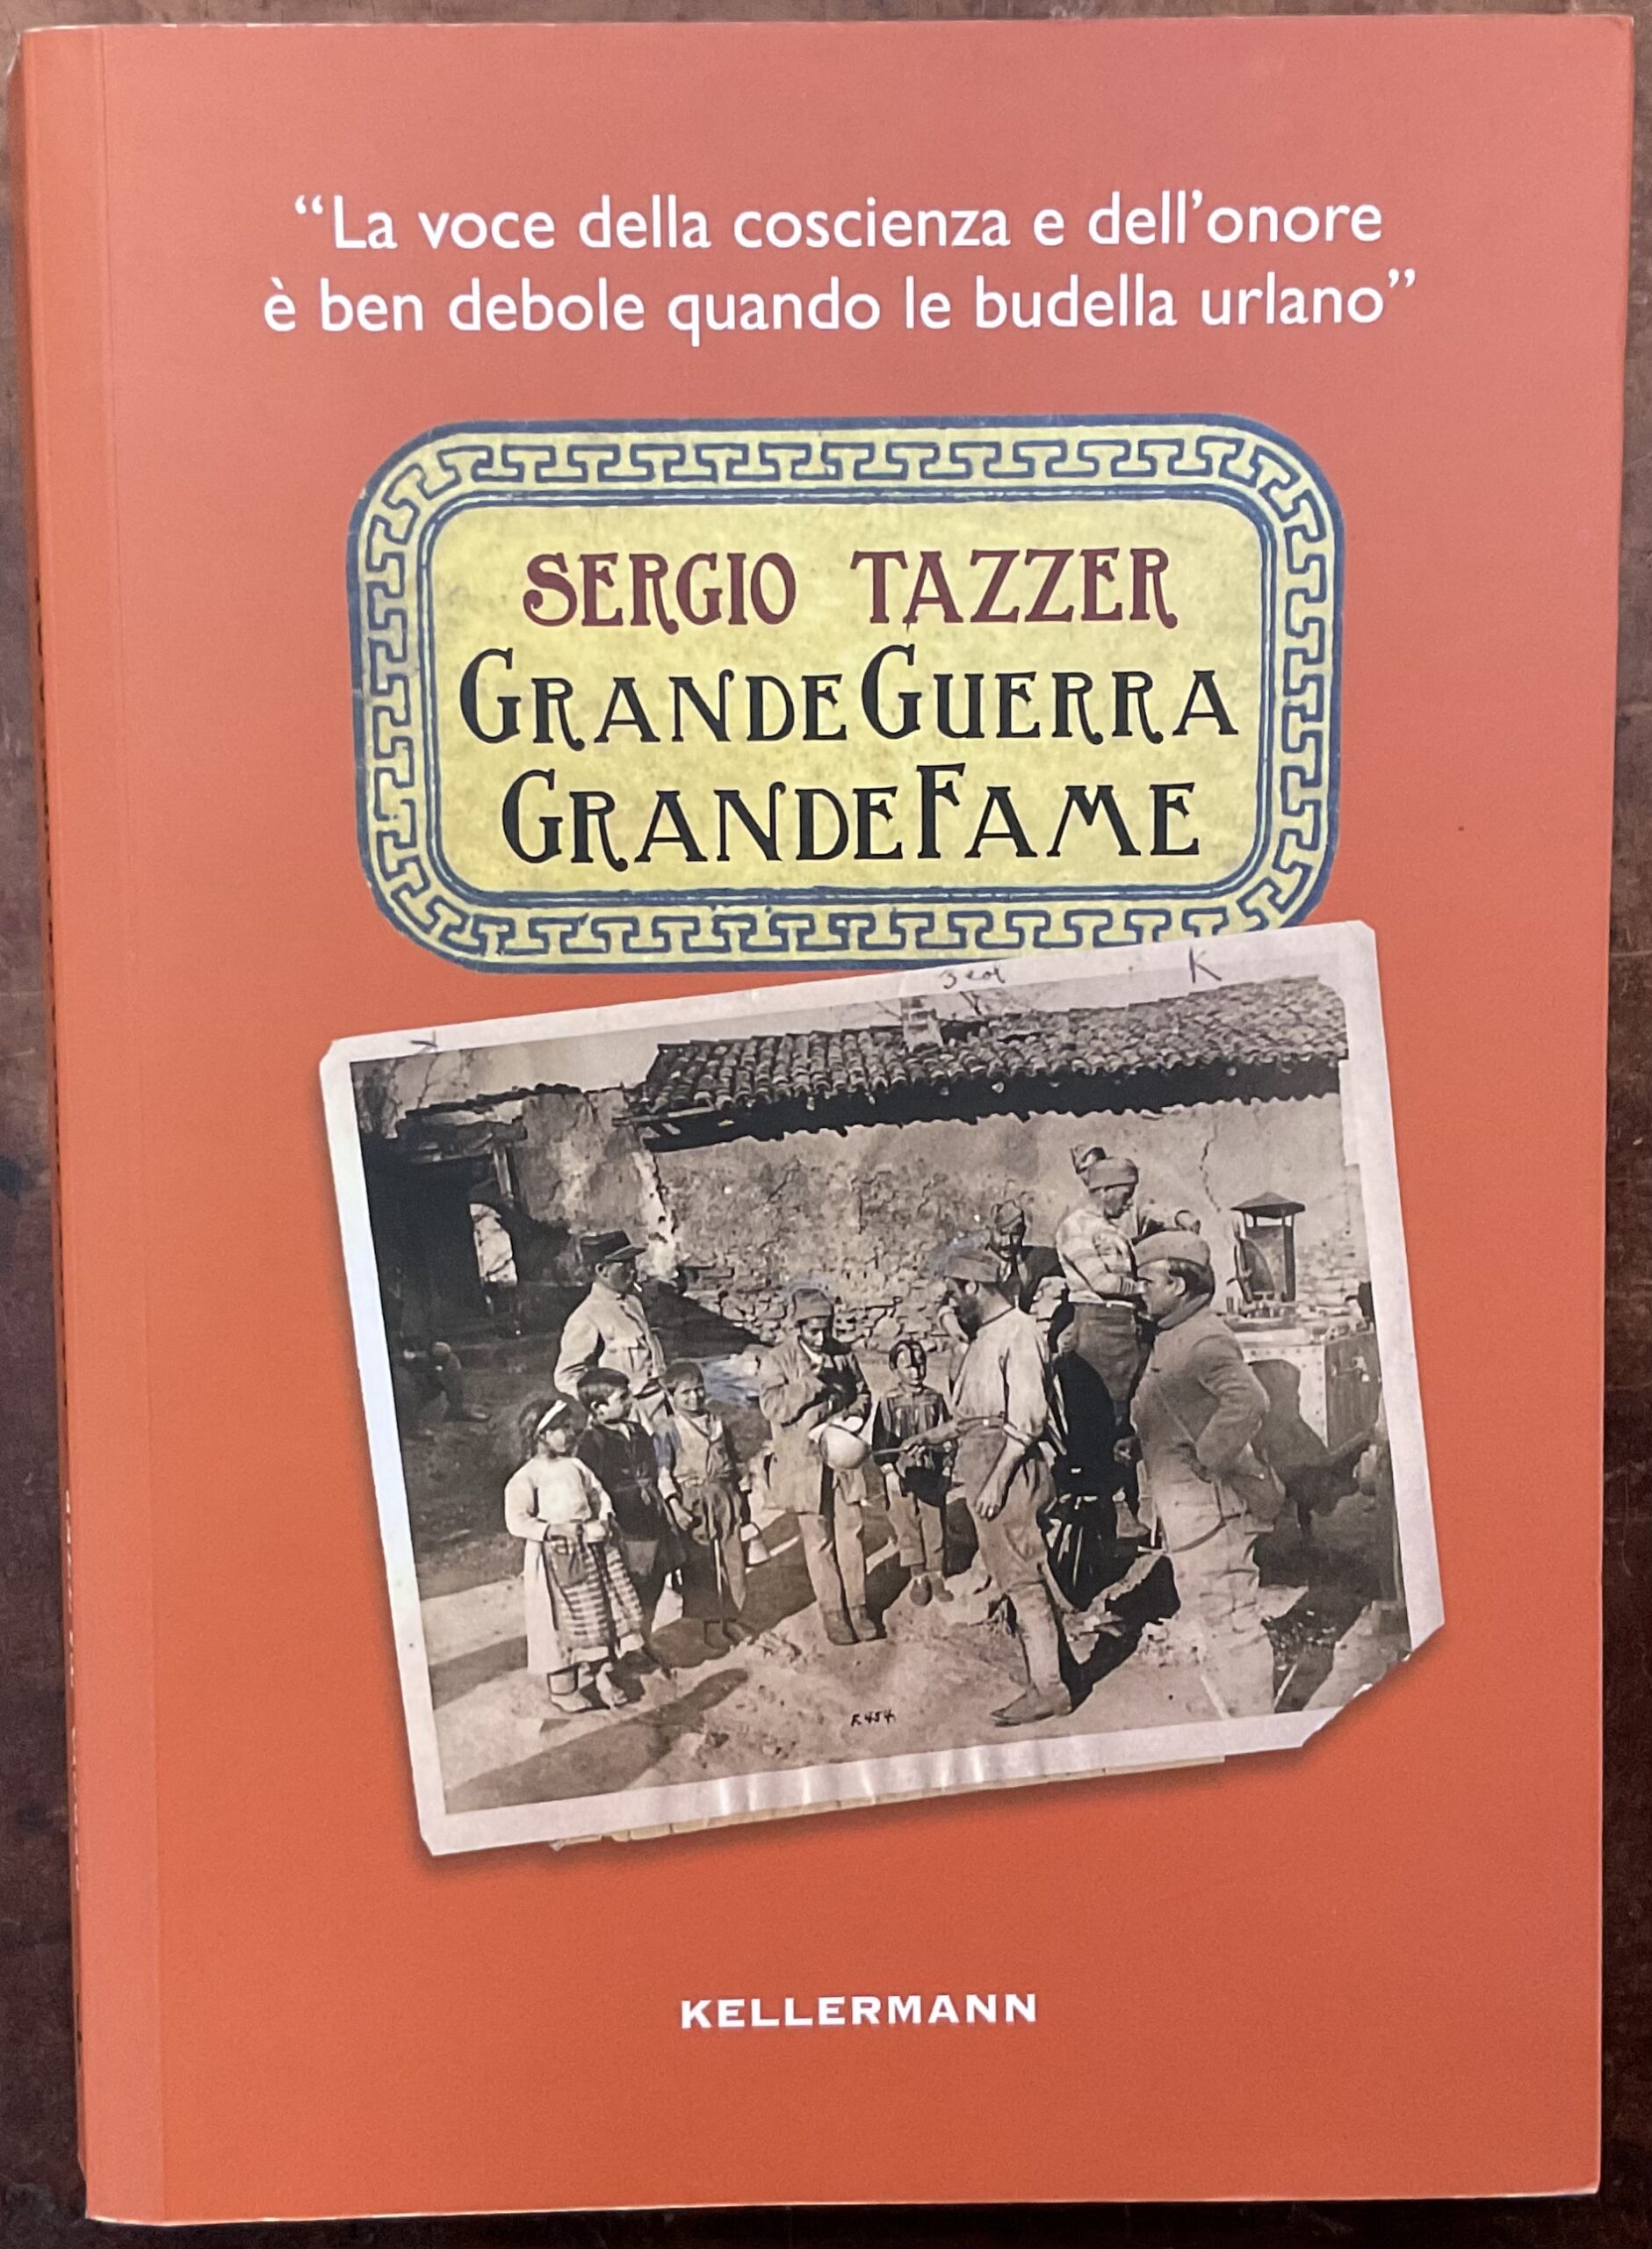 “La voce della coscienza e dell’onore
è ben debole quando le budella urlano”
SERGIO TAZZER
GRANDE GUERRA
GRANDE FAME
K
F.454
KELLERMANN